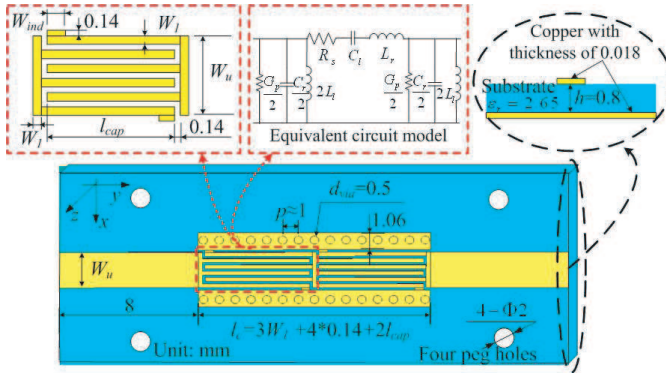 W_ind
0.14
W_l
W_u
W_l
l_cap
0.14
R_s C_l L_r
G_p/2 C_r/2 2L_l
G_p/2 C_r/2 2L_l
Equivalent circuit model
Copper with
thickness of 0.018
Substrate
ε_r = 2 65
h=0.8
y
z
x
p≈1
d_via=0.5
1.06
W_u
8
l_c=3W_l+4*0.14+2l_cap
4-Φ2
Unit: mm
Four peg holes